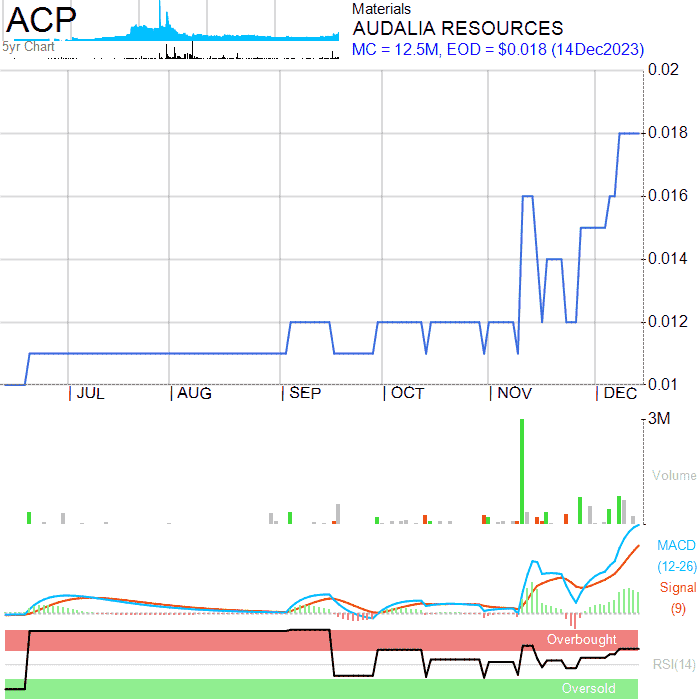 ACP
5yr Chart
Materials
AUDALIA RESOURCES
MC = 12.5M, EOD = $0.018 (14Dec2023)
0.02
0.018
0.016
0.014
0.012
0.01
JUL AUG SEP OCT NOV DEC
3M
Volume
MACD
(12-26)
Signal
(9)
Overbought
RSI(14)
Oversold